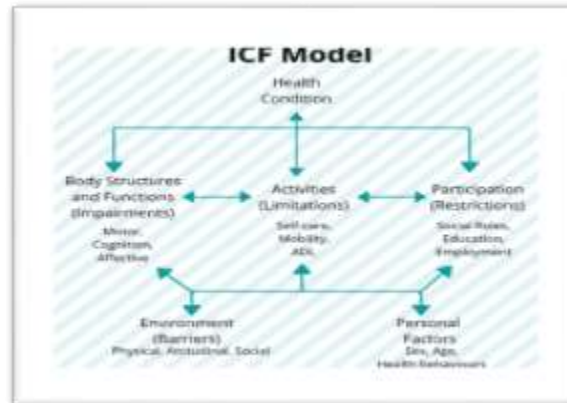 ICF Model
Health
Condition
Body Structures
and Functions
(Impairments)
Motor,
Cognition,
Affective
Activities
(Limitations)
Self-care,
Mobility,
ADL
Participation
(Restrictions)
Social Roles,
Education,
Employment
Environment
(Barriers)
Physical, Social
Personal
Factors
Sex, Age,
Health Behaviours